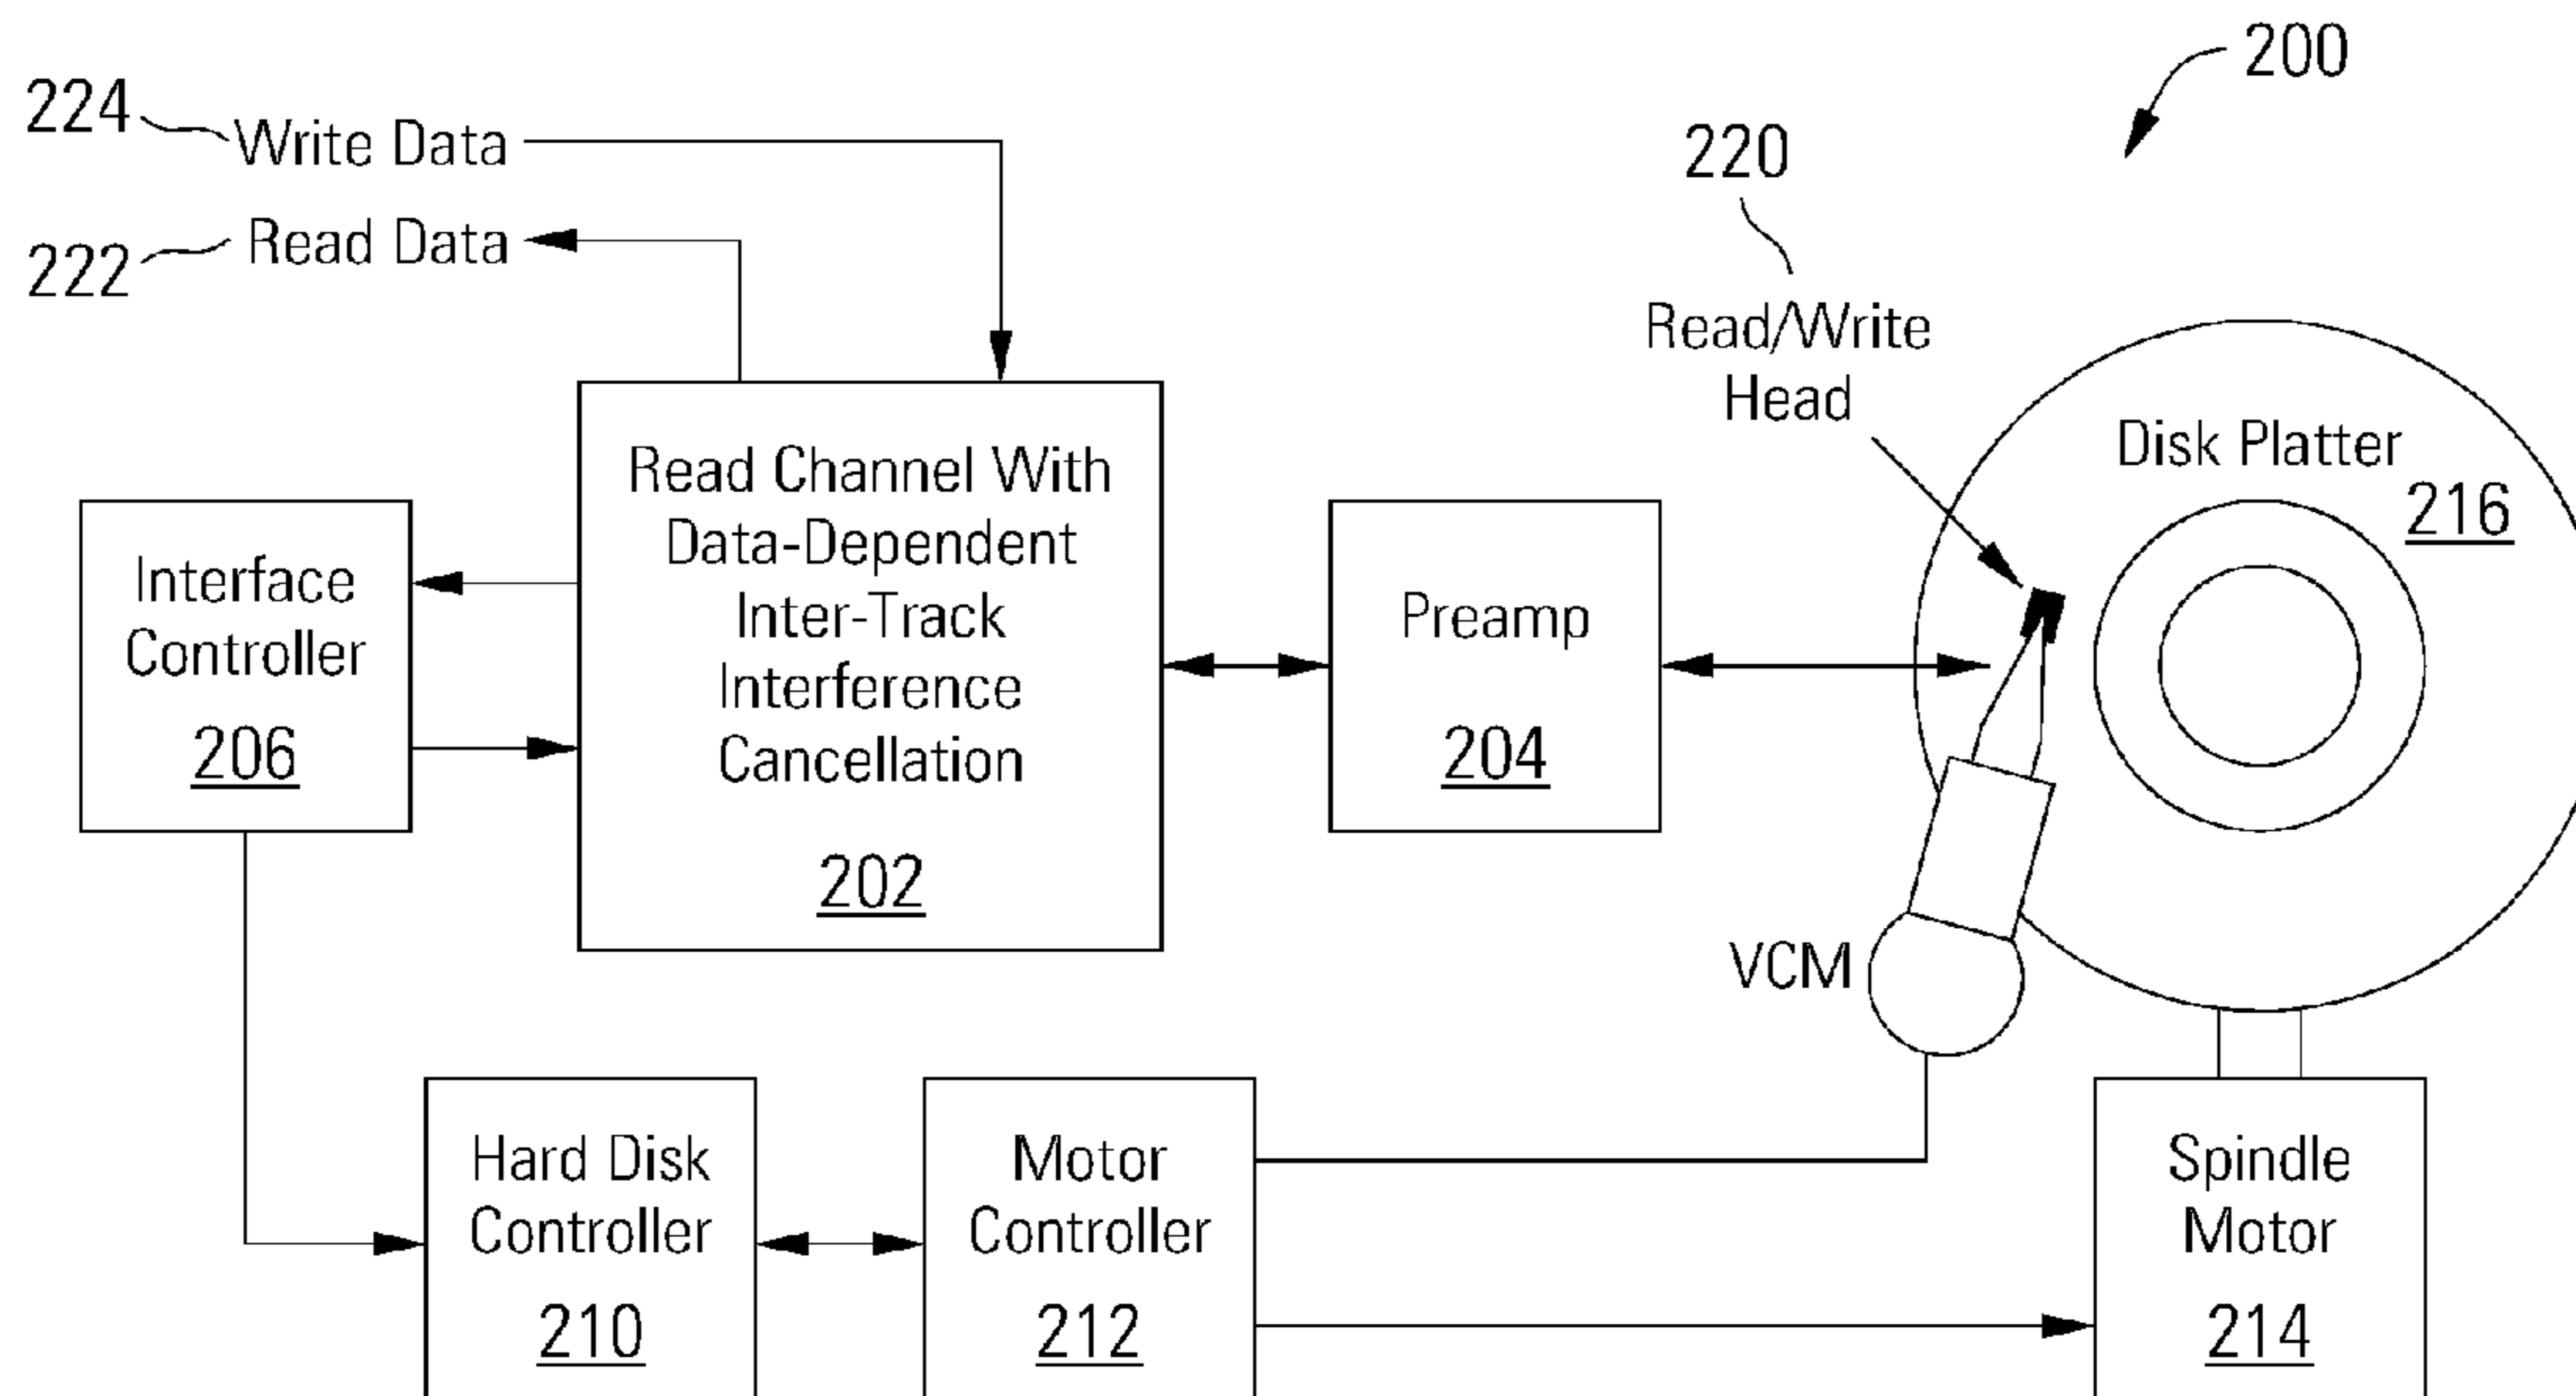 200
224
Write Data
222
Read Data
220
Read/Write
Head
Disk Platter
216
Read Channel With
Data-Dependent
Inter-Track
Interference
Cancellation
202
Interface
Controller
206
Preamp
204
VCM
Hard Disk
Controller
210
Motor
Controller
212
Spindle
Motor
214